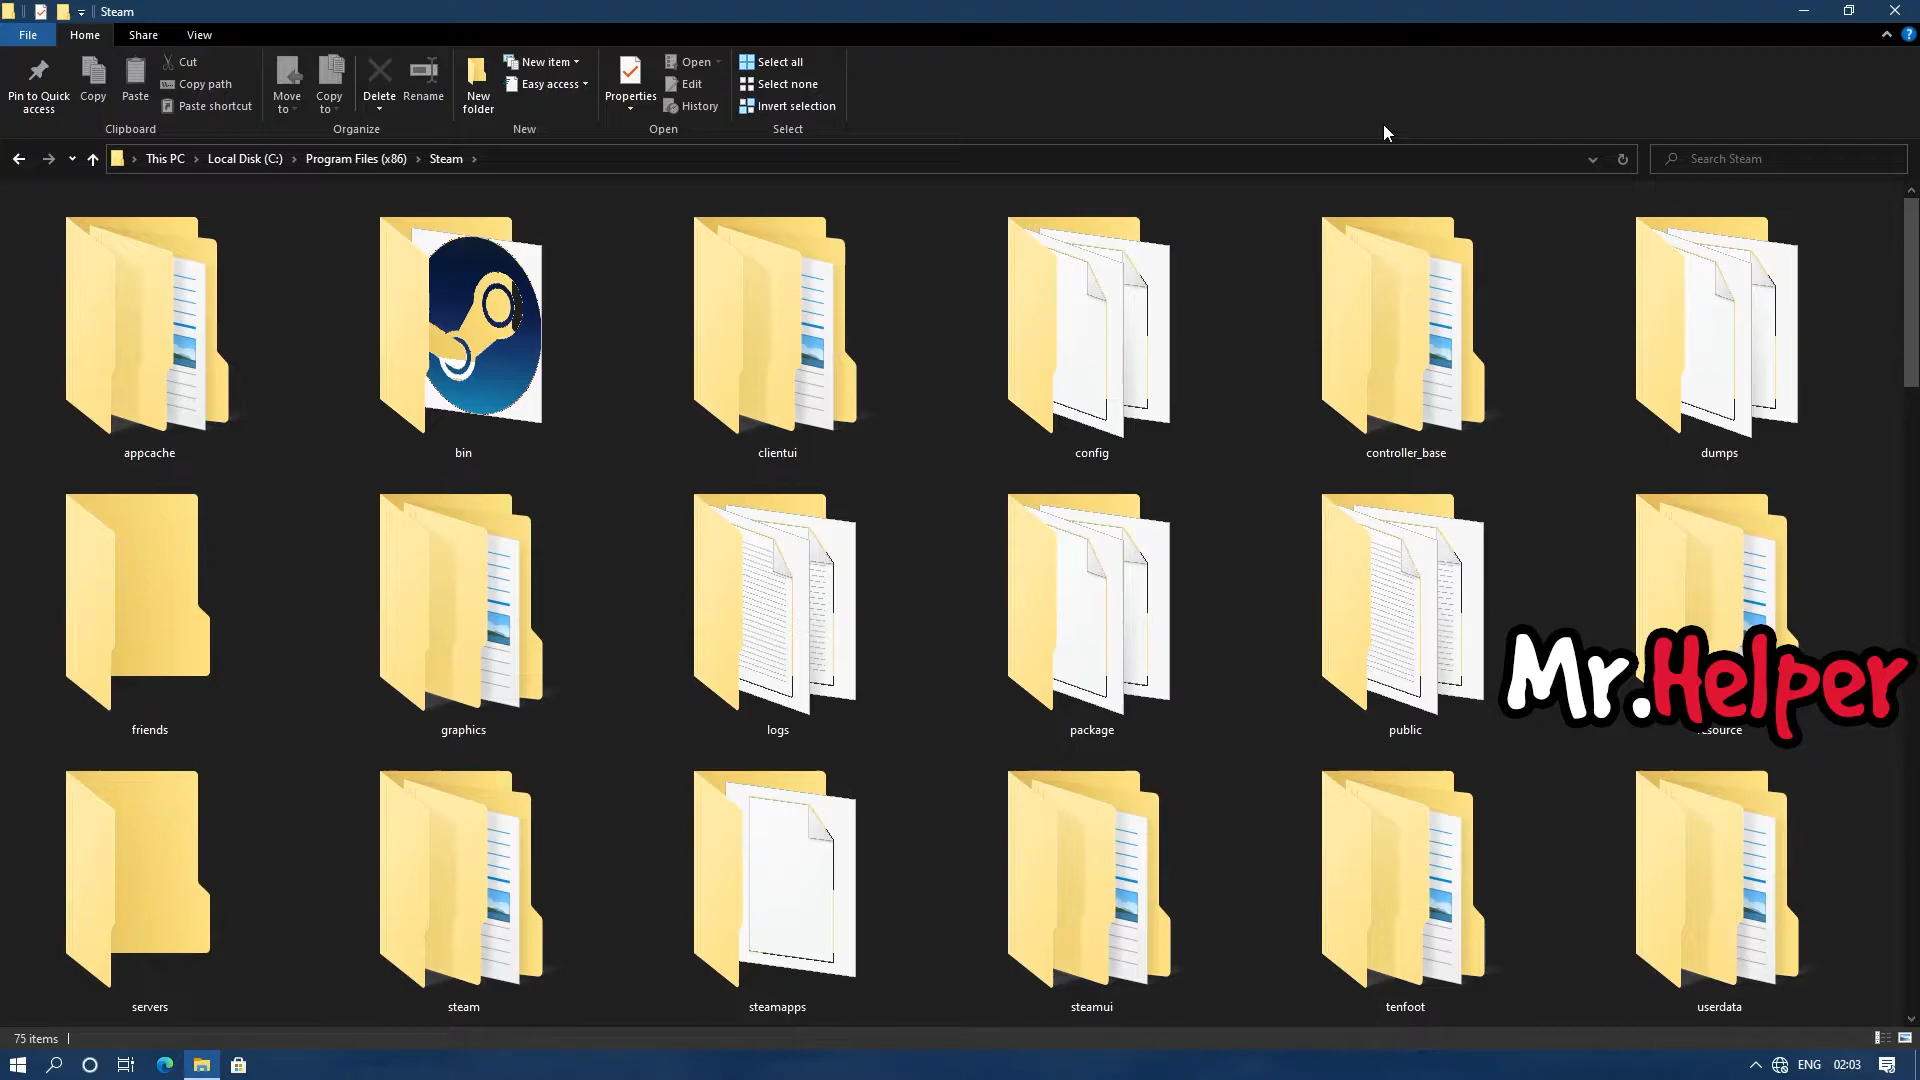 Steam
File Home Share View
Pin to Quick access
Copy
Paste
Cut
Copy path
Paste shortcut
Clipboard
Move to
Copy to
Delete
Rename
Organize
New folder
New item
Easy access
New
Properties
Open
Edit
History
Open
Select all
Select none
Invert selection
Select
This PC Local Disk (C:) Program Files (x86) Steam
Search Steam
appcache bin clientui config controller_base dumps
friends graphics logs package public resource
Mr.Helper
servers steam steamapps steamui tenfoot userdata
75 items
ENG 02:03